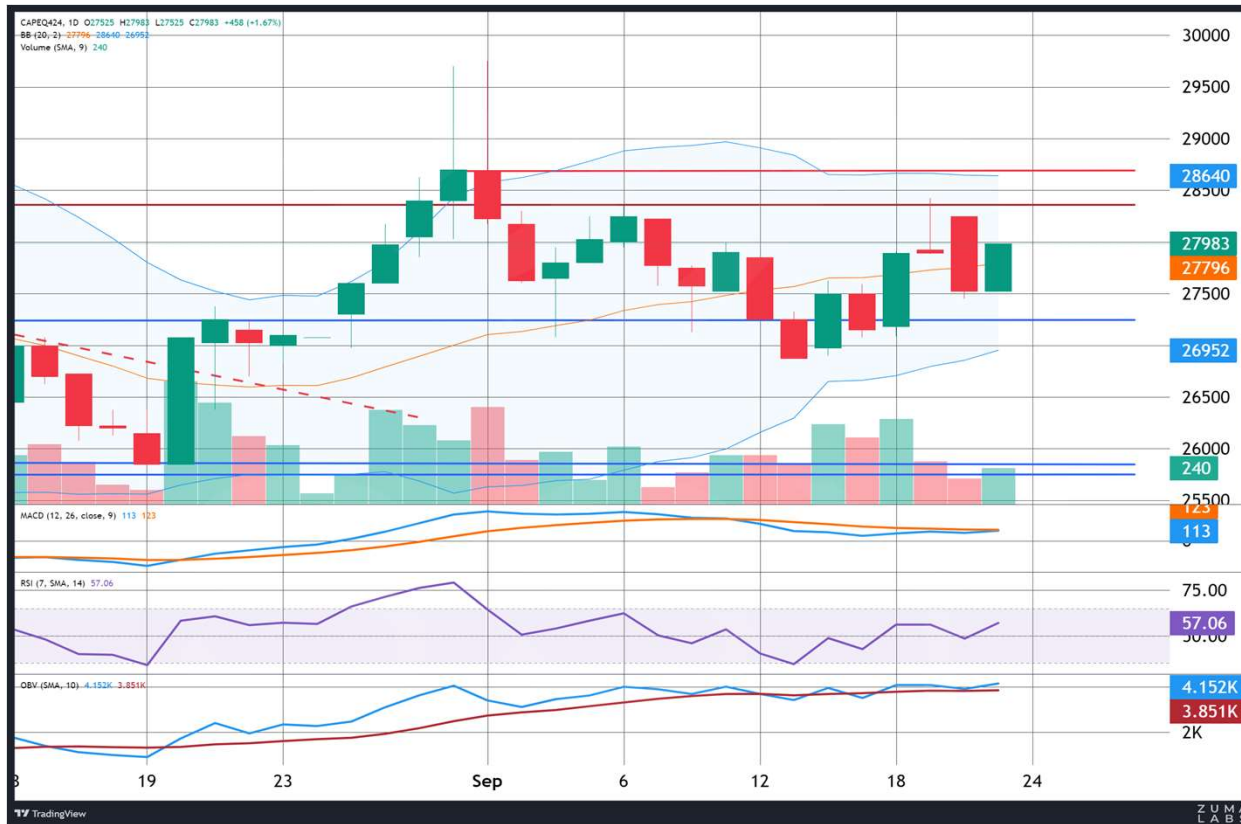 CAPEQ424, 1D O27525 H27983 L27525 C27983 +458 (+1.67%)
BB (20, 2) 27796 28640 26952
Volume (SMA, 9) 240
30000
29500
29000
28640
28500
27983
27796
27500
26952
26500
26000
240
25500
MACD (12, 26, close, 9) 113 123
123
113
RSI (7, SMA, 14) 57.06
75.00
57.06
50.00
OBV (SMA, 10) 4.152K 3.851K
4.152K
3.851K
2K
19 23 Sep 6 12 18 24
TradingView
ZUMA
LABS